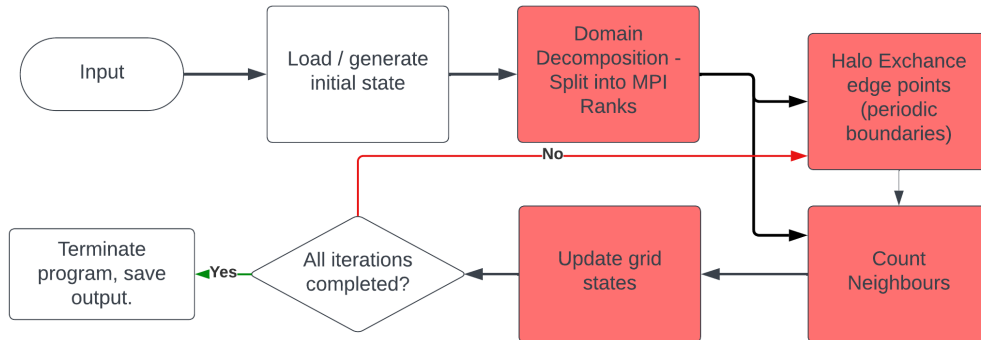 Input
Load / generate
initial state
Domain
Decomposition -
Split into MPI
Ranks
Halo Exchange
edge points
(periodic
boundaries)
No
Terminate
program, save
output.
Yes
All iterations
completed?
Update grid
states
Count
Neighbours